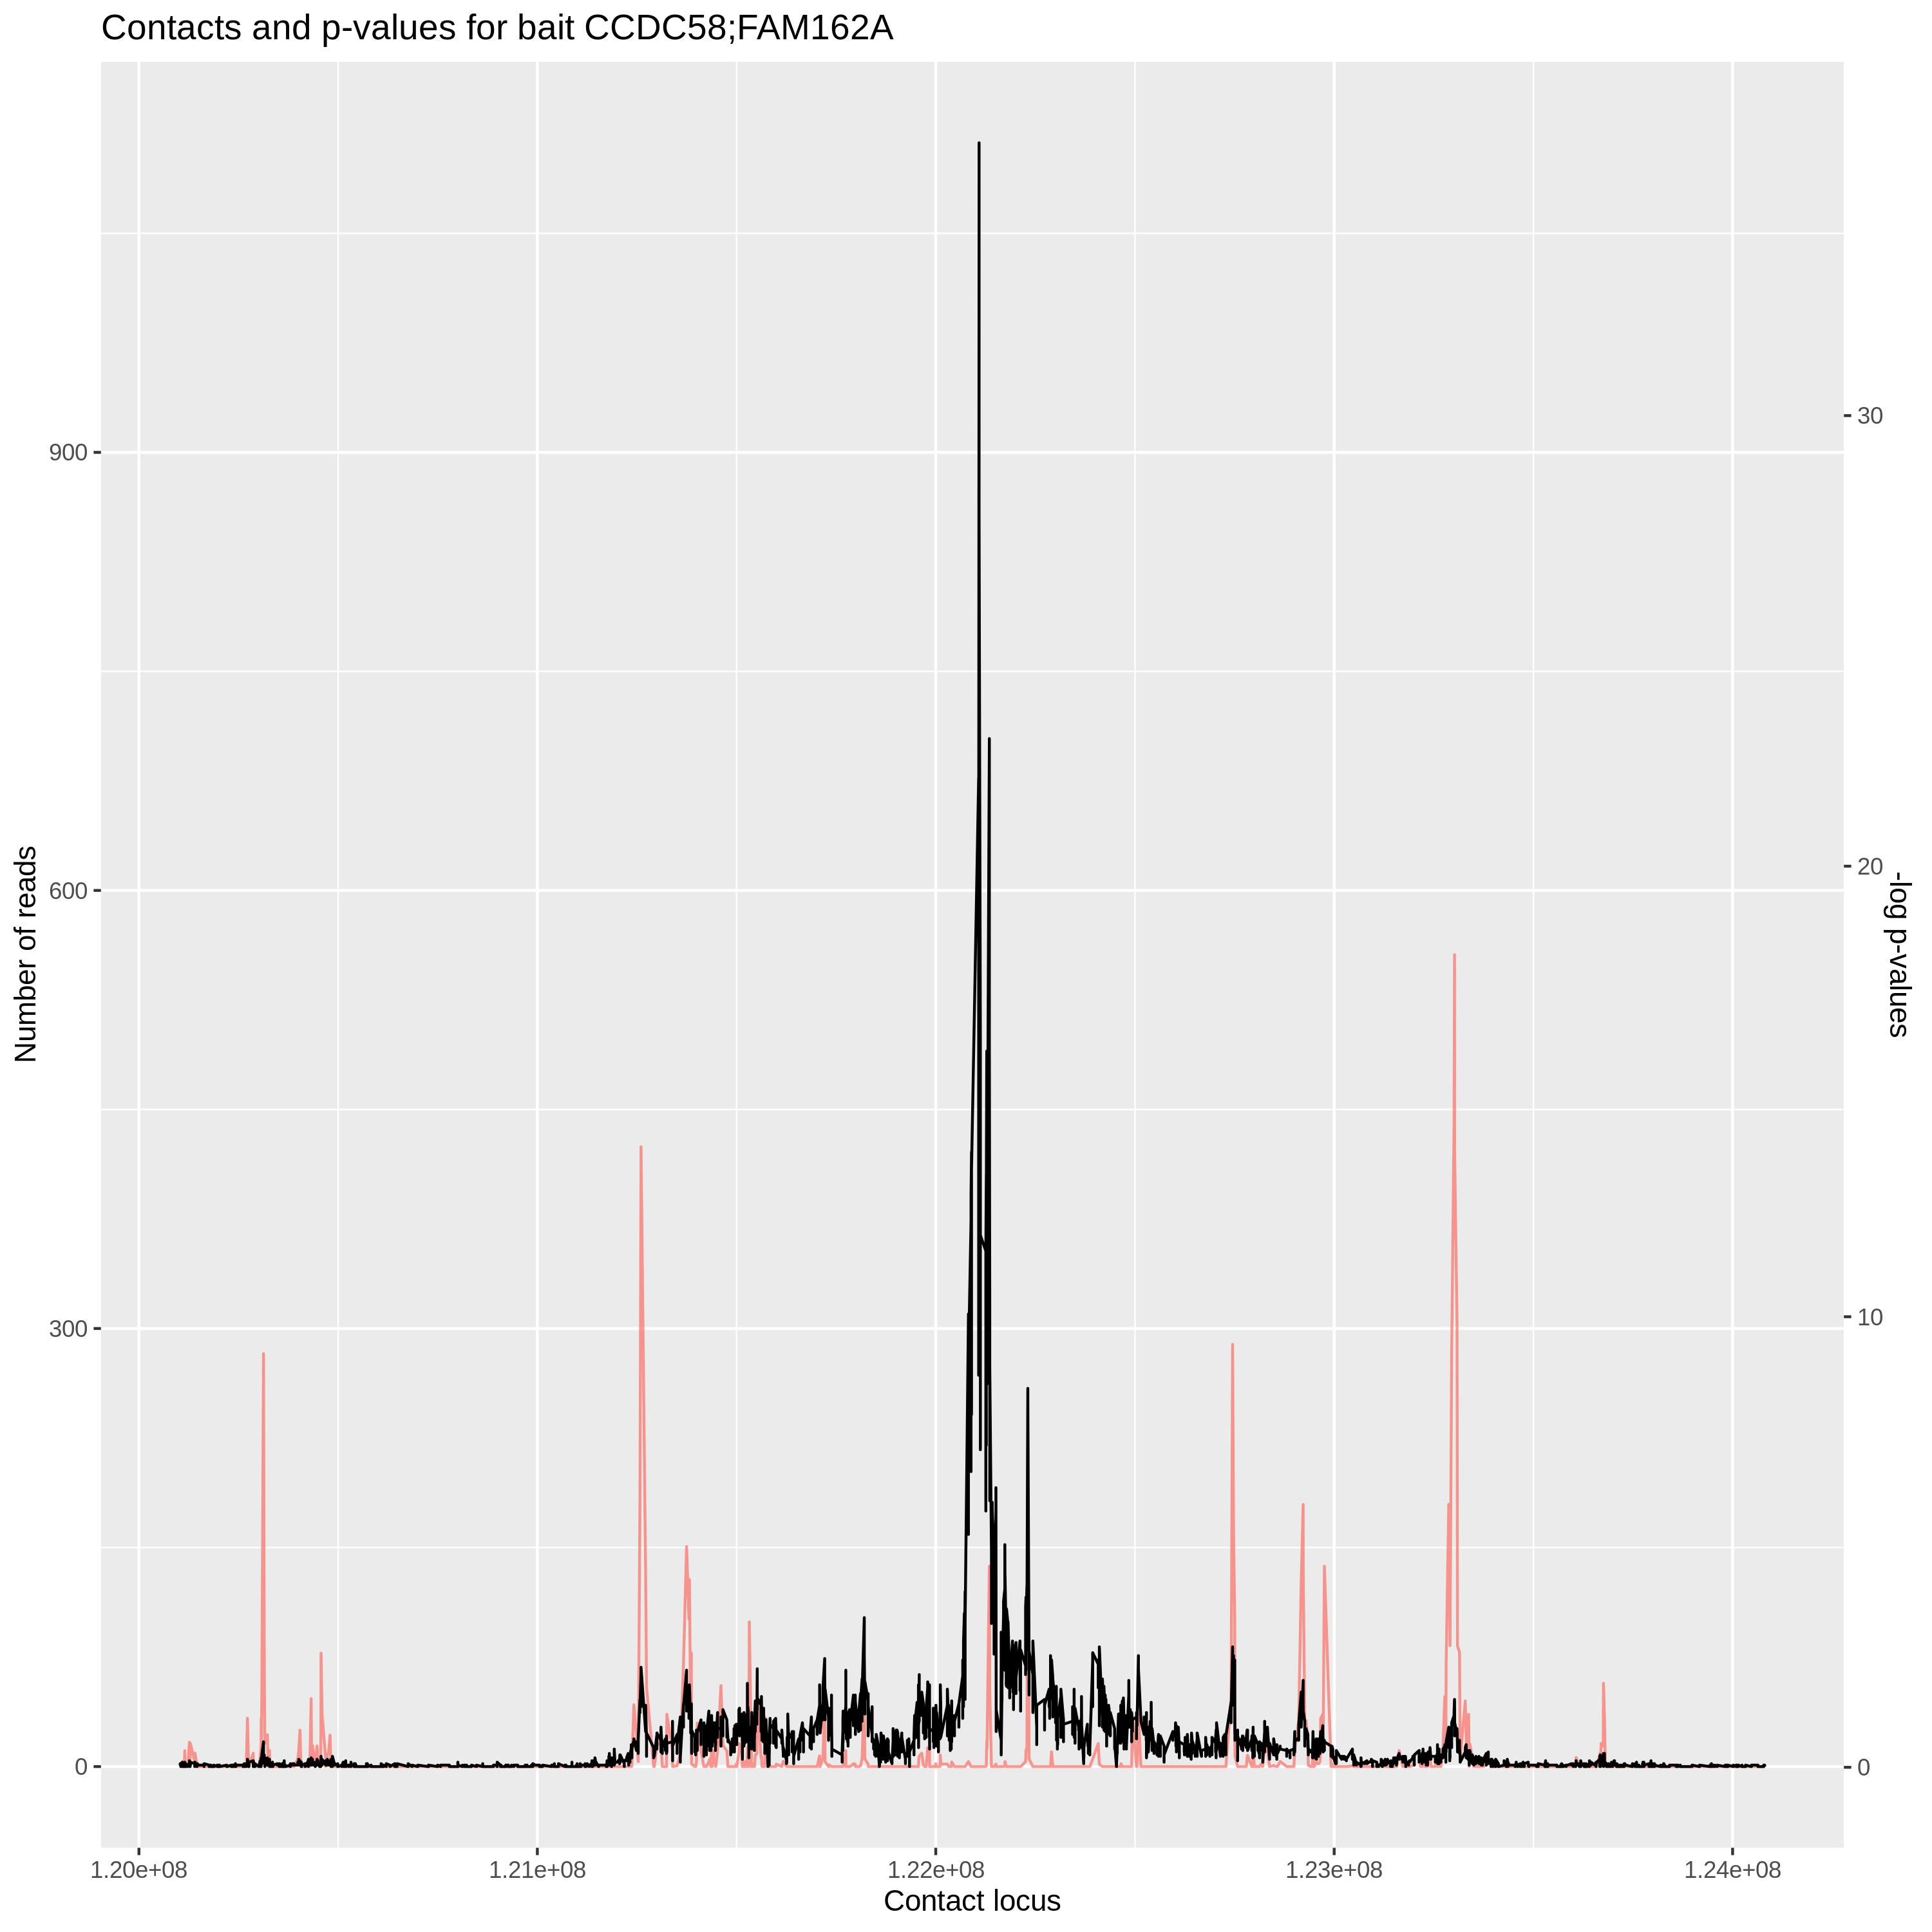 Contacts and p-values for bait CCDC58;FAM162A
Number of reads
900
600
300
0
30
20
10
0
-log p-values
1.20e+08 1.21e+08 1.22e+08 1.23e+08 1.24e+08
Contact locus